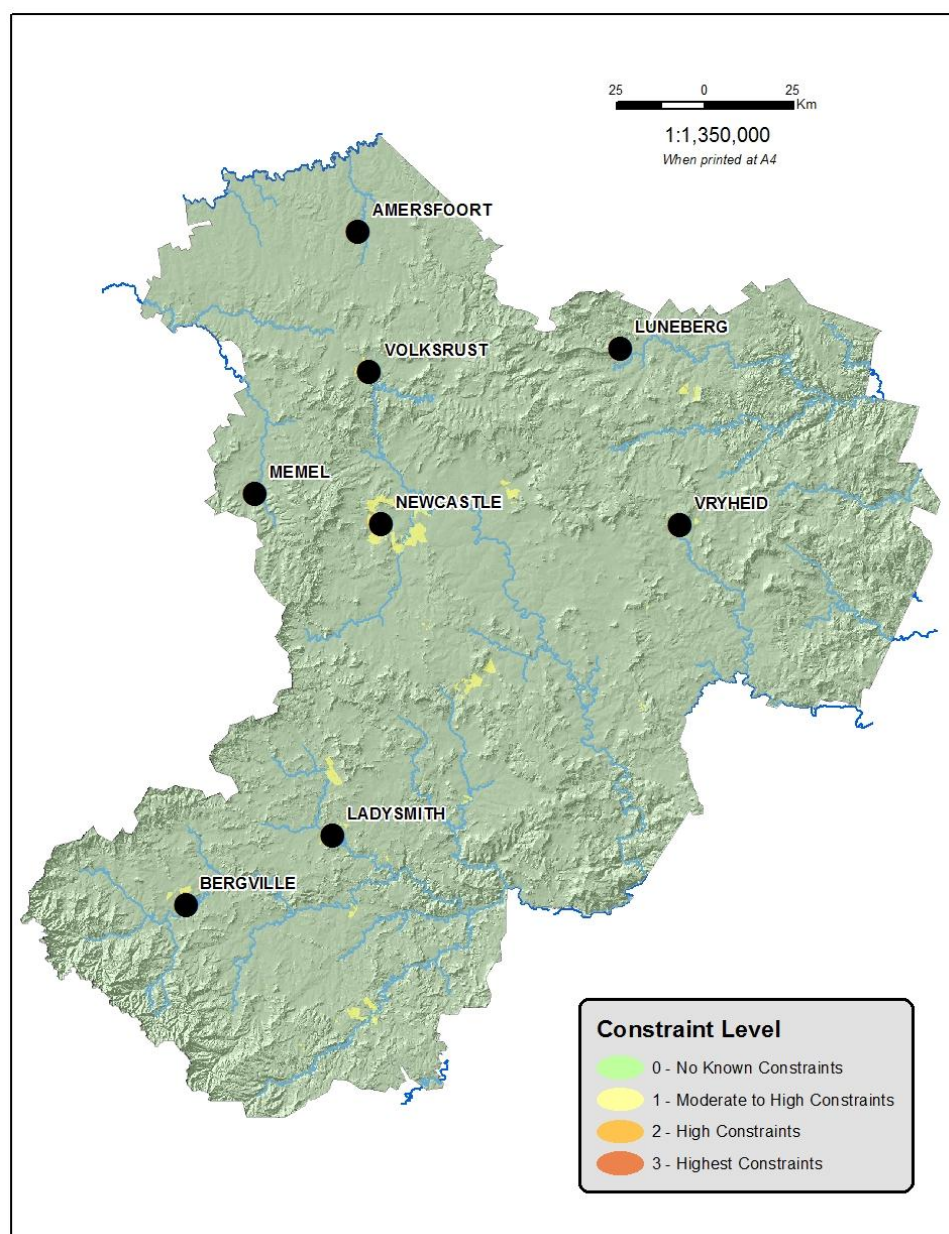 25 0 25
Km
1:1,350,000
When printed at A4
AMERSFOORT
LUNEBERG
VOLKSRUST
MEMEL
NEWCASTLE
VRYHEID
LADYSMITH
BERGVILLE
Constraint Level
0 - No Known Constraints
1 - Moderate to High Constraints
2 - High Constraints
3 - Highest Constraints